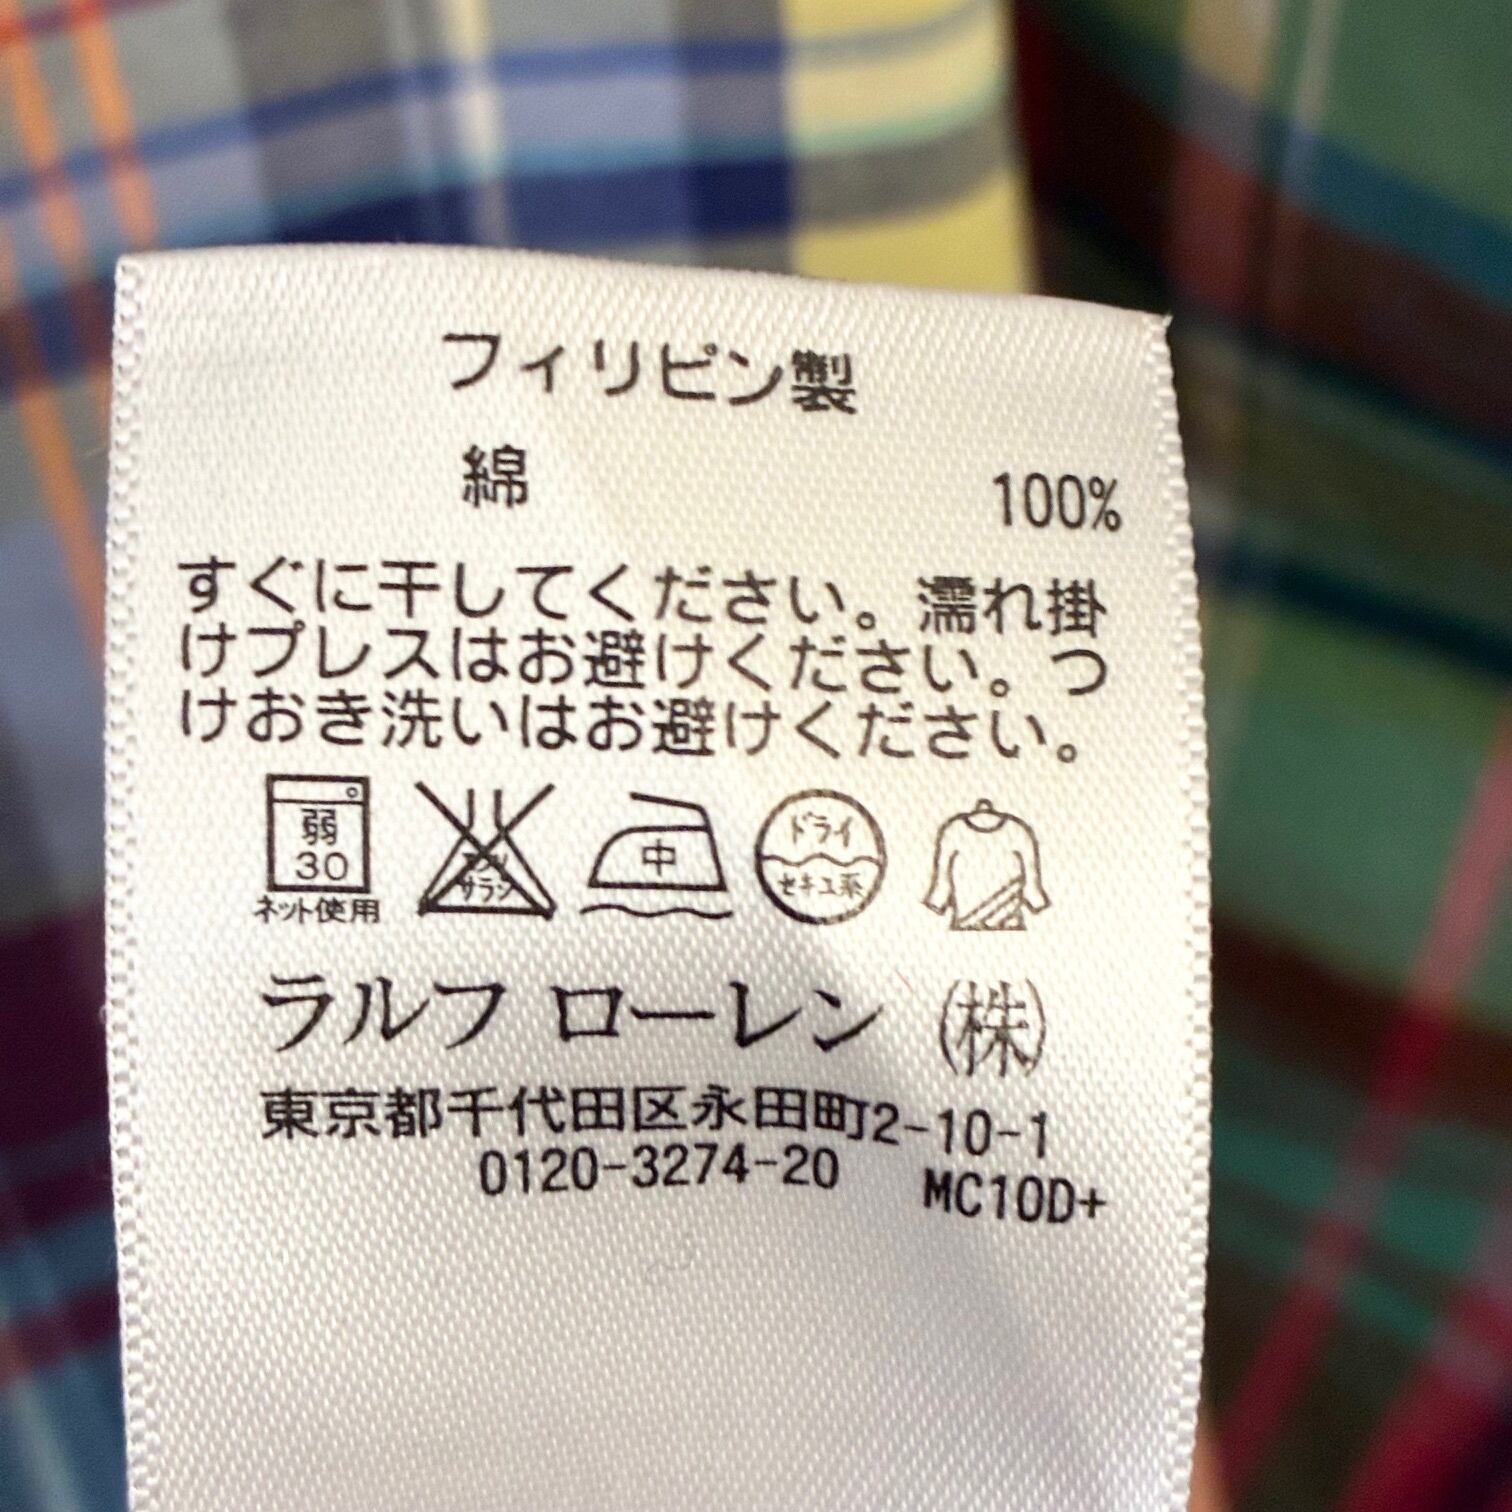 フィリピン製
綿 100%
すぐに干してください。濡れ掛
けプレスはお避けください。つ
けおき洗いはお避けください。
弱 中 ドライ
30 サラシ セキユ系
ネット使用
ラルフ ローレン ㈱
東京都千代田区永田町2-10-1
0120-3274-20 MC10D+